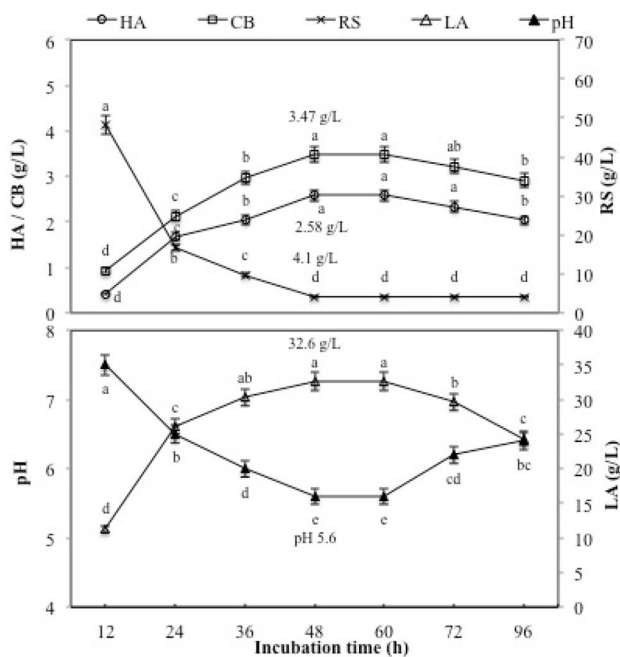 HA CB RS LA pH
6 70
a 3.47 g/L
5 60
a a ab
b b
4 50
c a a
b b
3 40
d c a
2.58 g/L
2 30
b c 4.1 g/L
1 20
d d d d d
0 10
0
HA / CB (g/L)
RS (g/L)
8 32.6 g/L 40
a a
ab b
35
7 a c c 30
25
6 b bc 20
d cd
d 15
e e
5 pH 5.6 10
5
4 0
pH
LA (g/L)
12 24 36 48 60 72 96
Incubation time (h)